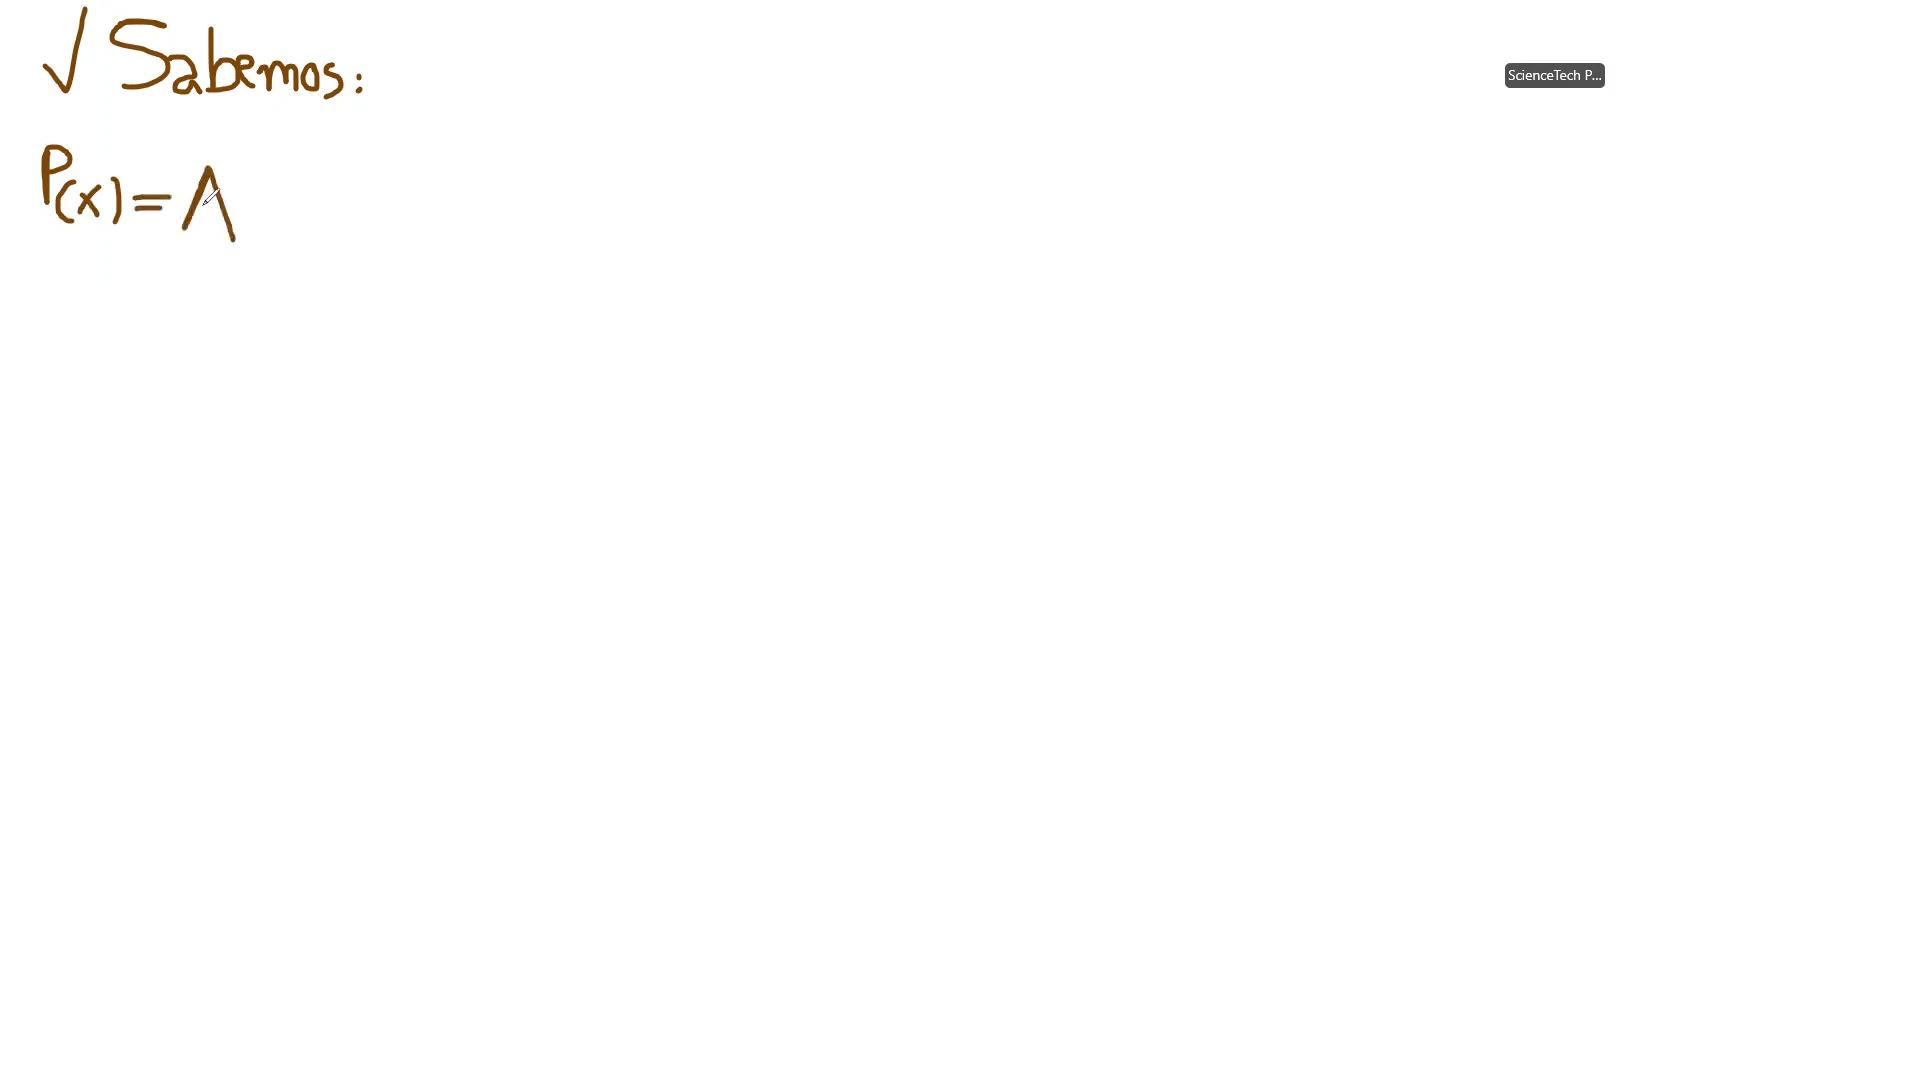 √ Sabemos:
ScienceTech P...
P(x) = A